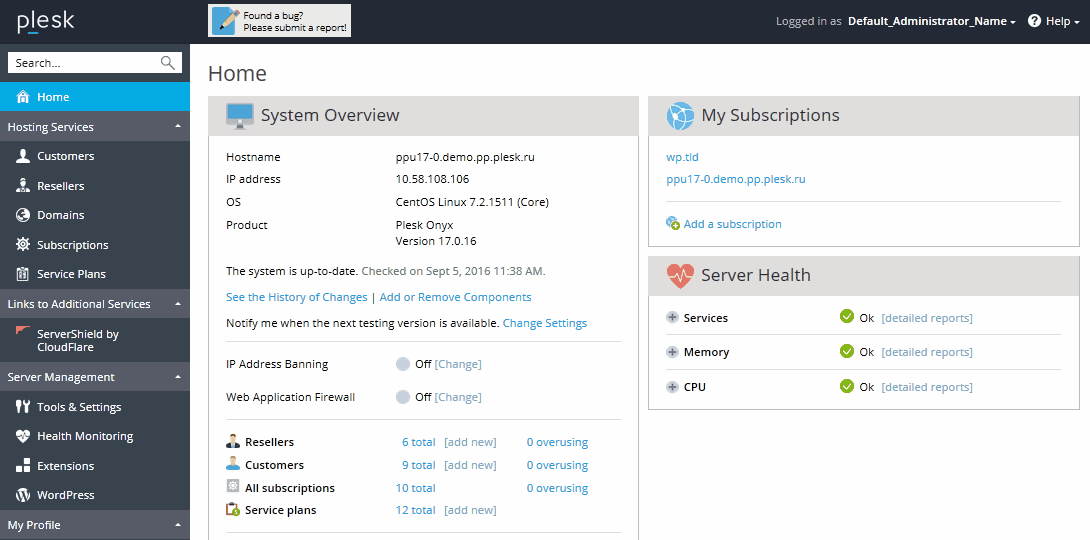 plesk
Found a bug?
Please submit a report!
Logged in as Default_Administrator_Name
Help
Search...
Home
Hosting Services
Customers
Resellers
Domains
Subscriptions
Service Plans
Links to Additional Services
ServerShield by
CloudFlare
Server Management
Tools & Settings
Health Monitoring
Extensions
WordPress
My Profile
Home
System Overview
Hostname ppu17-0.demo.pp.plesk.ru
IP address 10.58.108.106
OS CentOS Linux 7.2.1511 (Core)
Product Plesk Onyx
Version 17.0.16
The system is up-to-date. Checked on Sept 5, 2016 11:38 AM.
See the History of Changes | Add or Remove Components
Notify me when the next testing version is available. Change Settings
IP Address Banning Off [Change]
Web Application Firewall Off [Change]
Resellers 6 total [add new] 0 overusing
Customers 9 total [add new] 0 overusing
All subscriptions 10 total 0 overusing
Service plans 12 total [add new]
My Subscriptions
wp.tld
ppu17-0.demo.pp.plesk.ru
Add a subscription
Server Health
Services Ok [detailed reports]
Memory Ok [detailed reports]
CPU Ok [detailed reports]